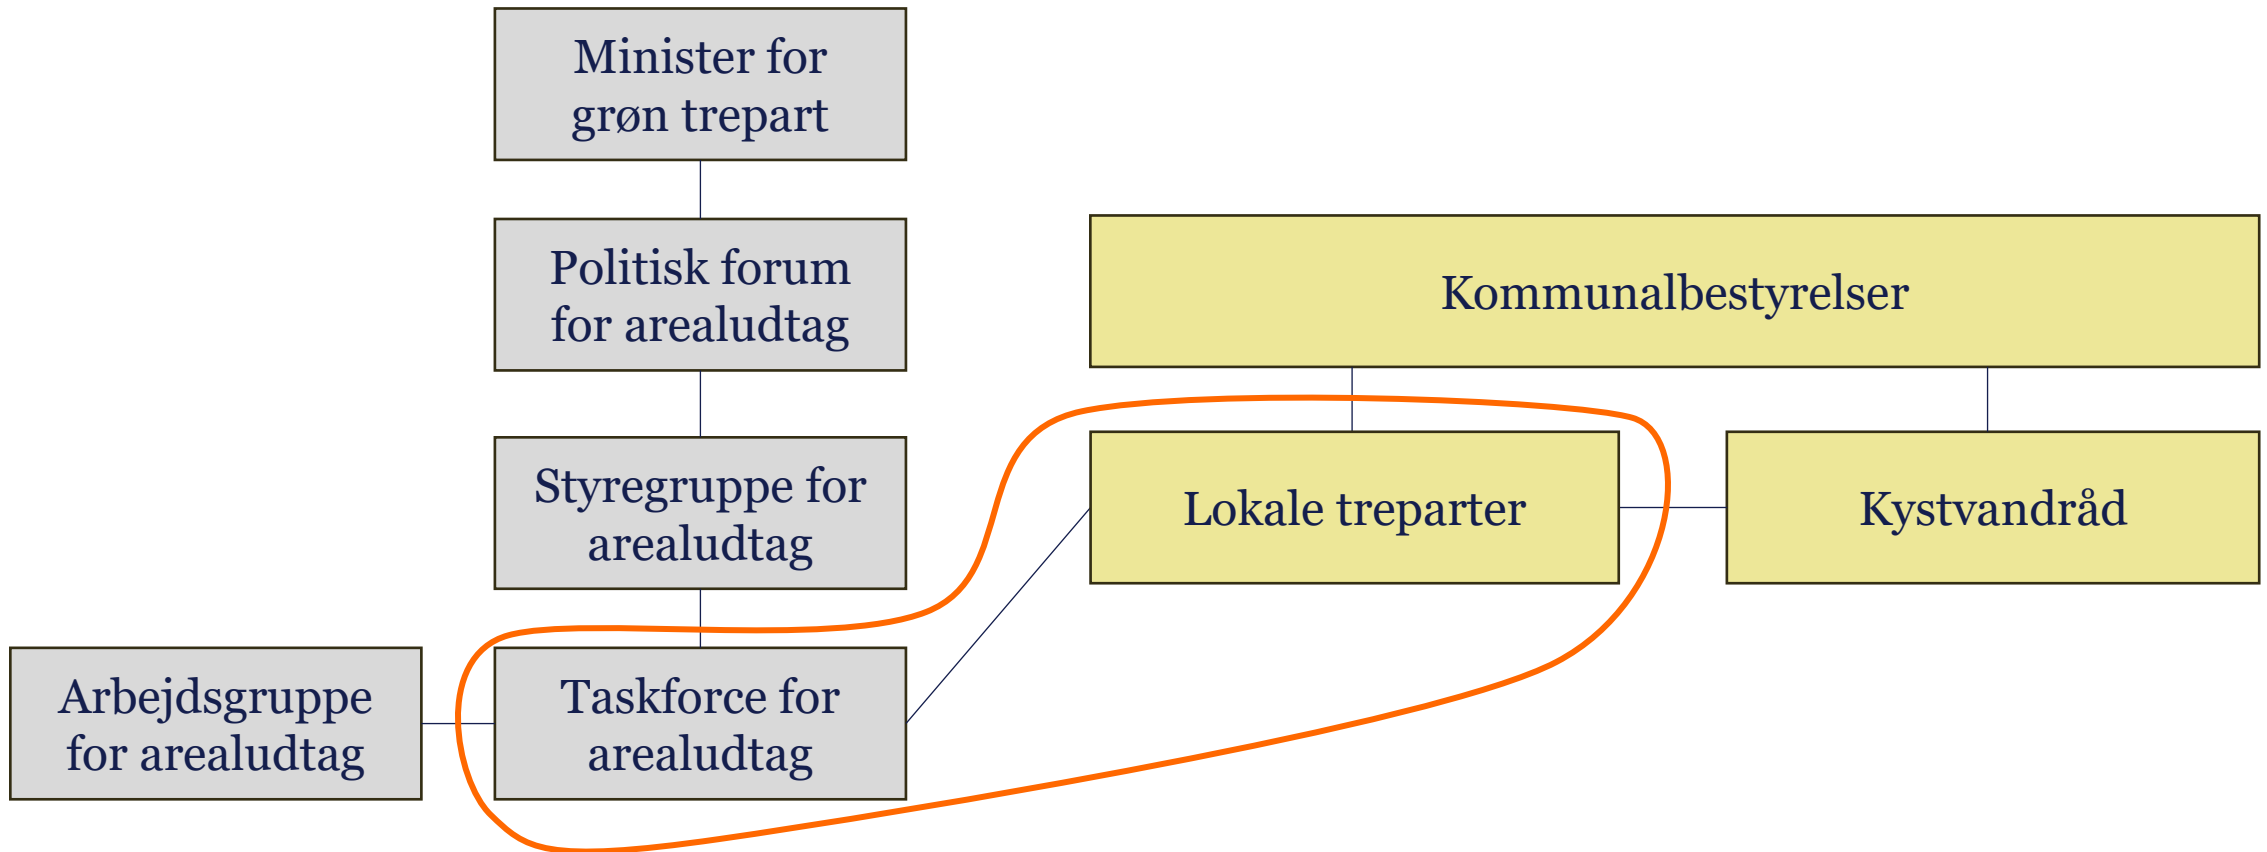 Minister for
grøn trepart
Politisk forum
for arealudtag
Kommunalbestyrelser
Styregruppe for
arealudtag
Lokale treparter
Kystvandråd
Arbejdsgruppe
for arealudtag
Taskforce for
arealudtag